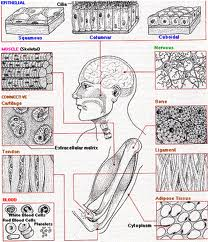 EPITHELIAL
Cilia
Squamous
Columnar
Cuboidal
MUSCLE (Skeletal)
Nervous
CONNECTIVE
Cartilage
Bone
Extracellular matrix
Tendon
Ligament
BLOOD
White Blood Cells
Red Blood Cells
Platelets
Cytoplasm
Adipose Tissue